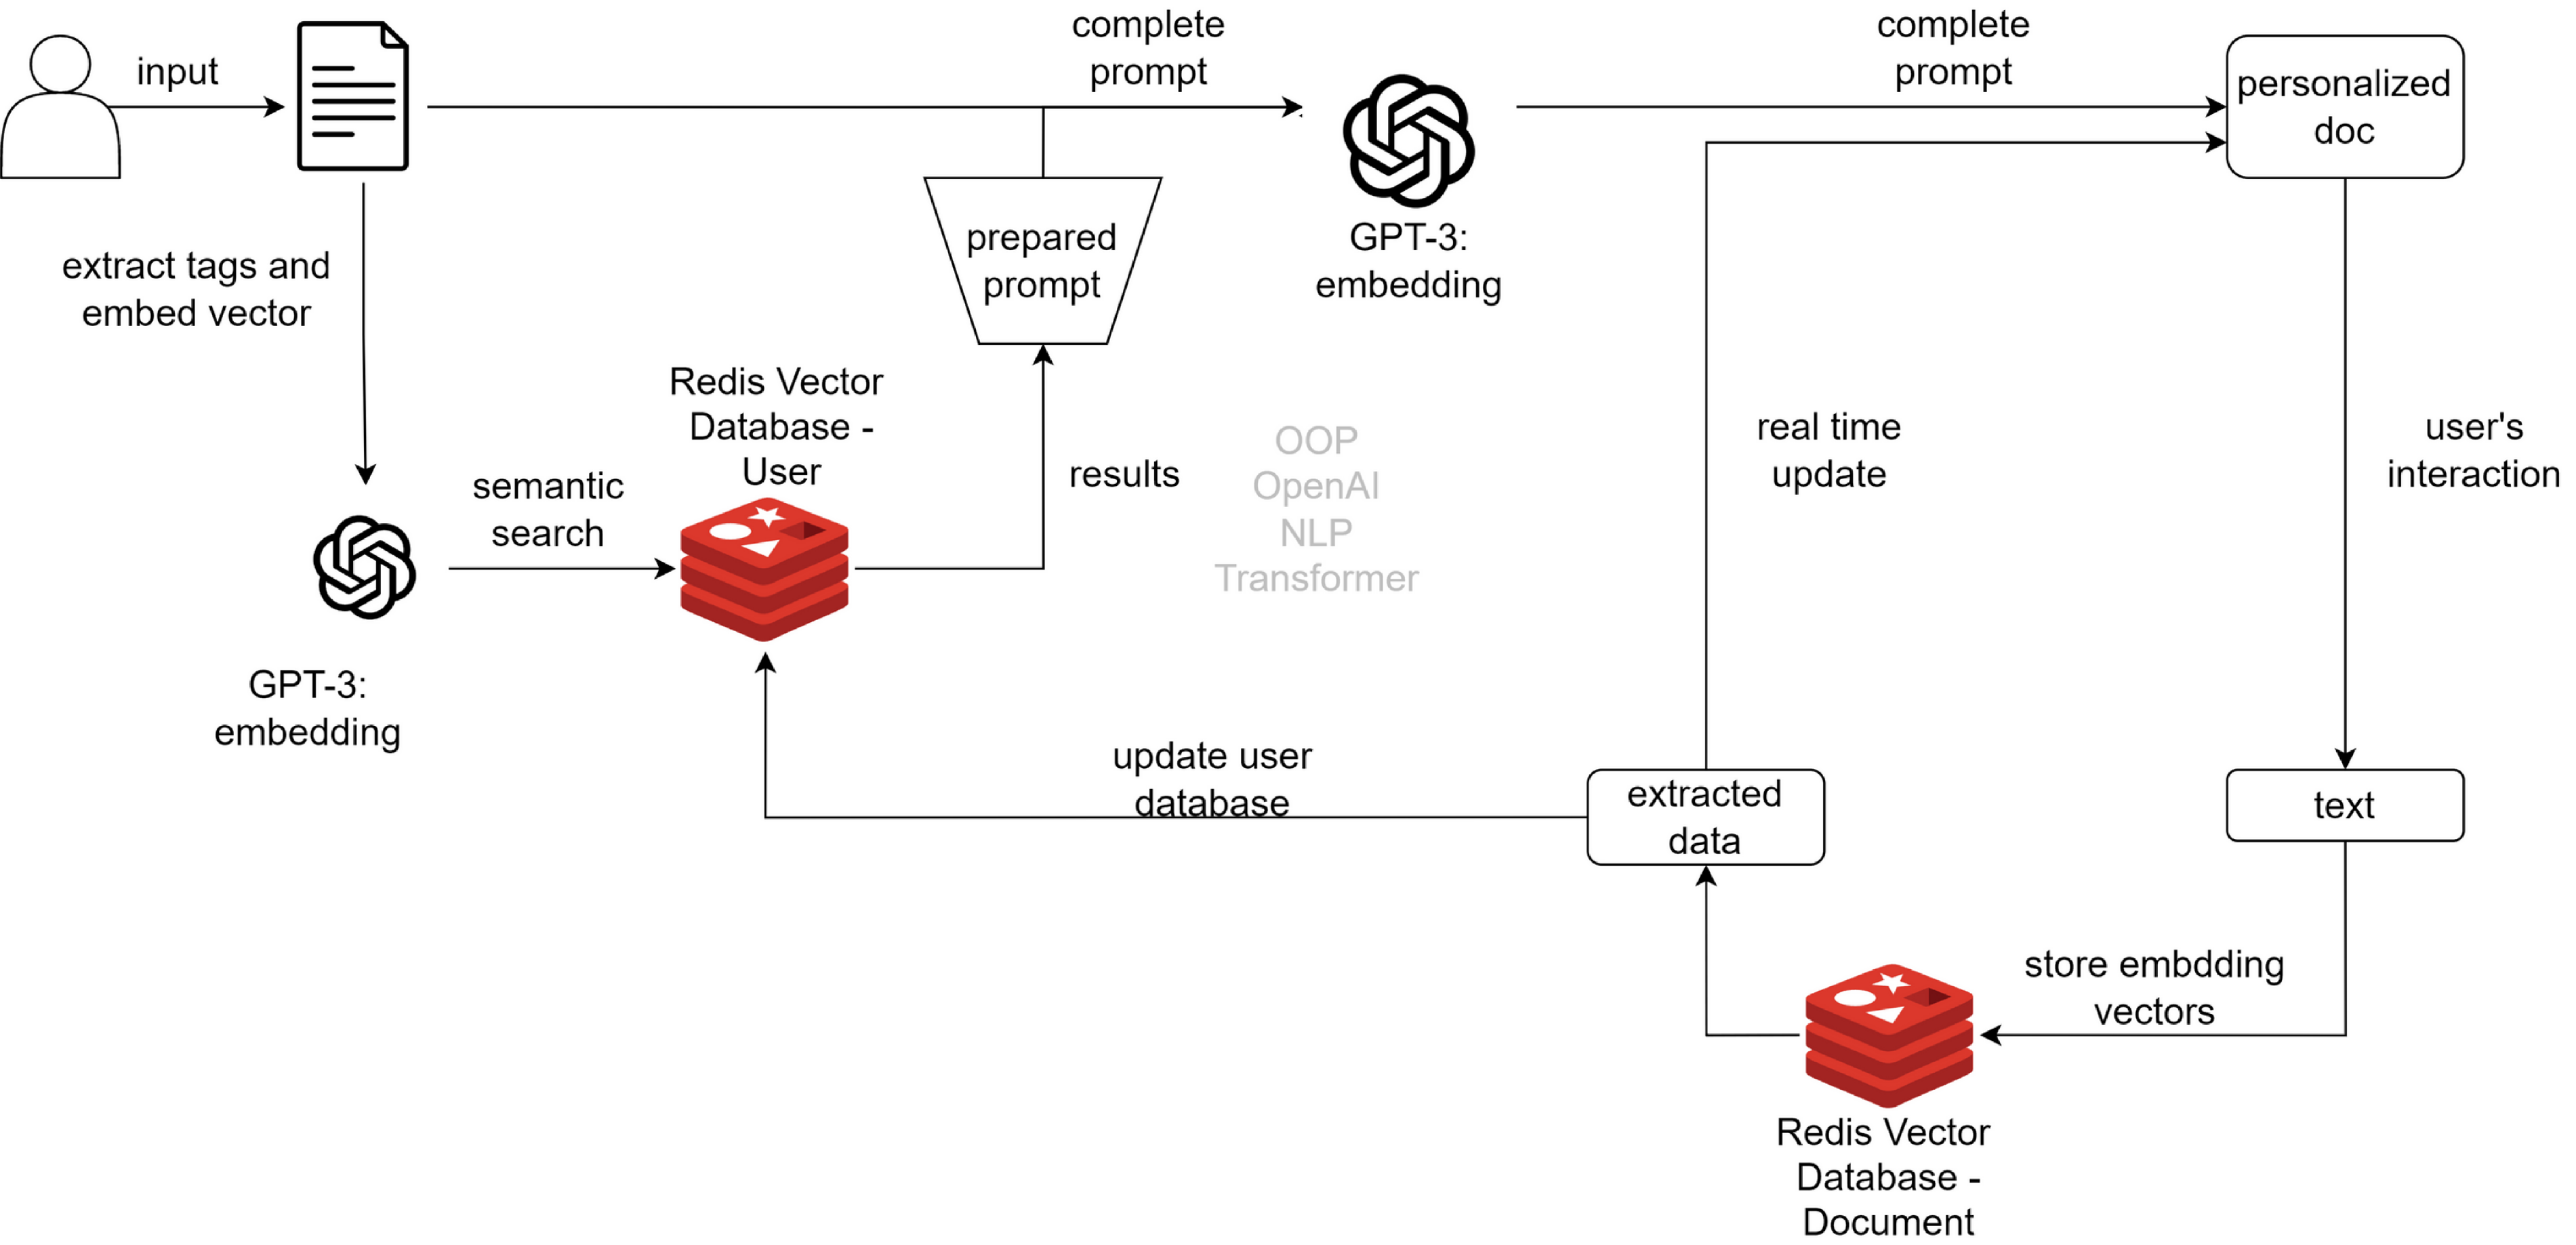 input
complete
prompt
complete
prompt
personalized
doc
extract tags and
embed vector
prepared
prompt
GPT-3:
embedding
Redis Vector
Database -
User
semantic
search
results
OOP
OpenAI
NLP
Transformer
real time
update
user's
interaction
GPT-3:
embedding
update user
database
extracted
data
text
store embdding
vectors
Redis Vector
Database -
Document